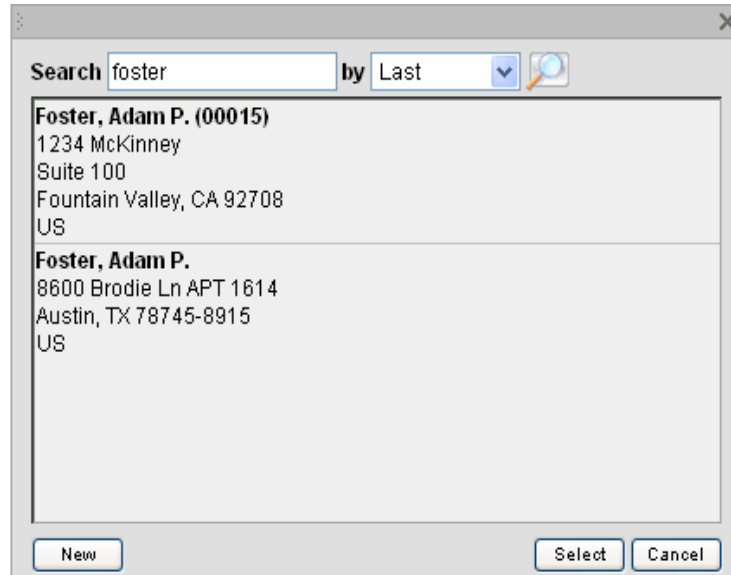 Search foster by Last
Foster, Adam P. (00015)
1234 McKinney
Suite 100
Fountain Valley, CA 92708
US
Foster, Adam P.
8600 Brodie Ln APT 1614
Austin, TX 78745-8915
US
New Select Cancel